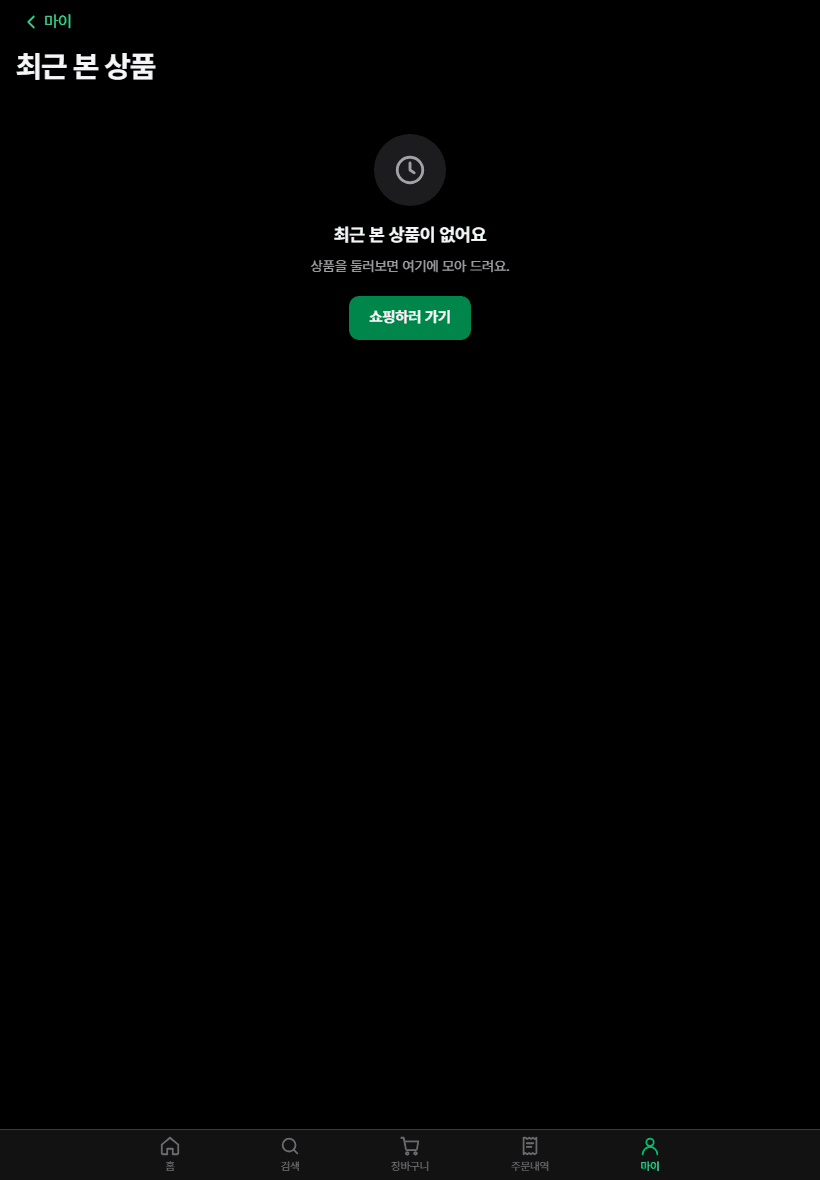 마이
최근 본 상품
최근 본 상품이 없어요
상품을 둘러보면 여기에 모아 드려요.
쇼핑하러 가기
홈
검색
장바구니
주문내역
마이